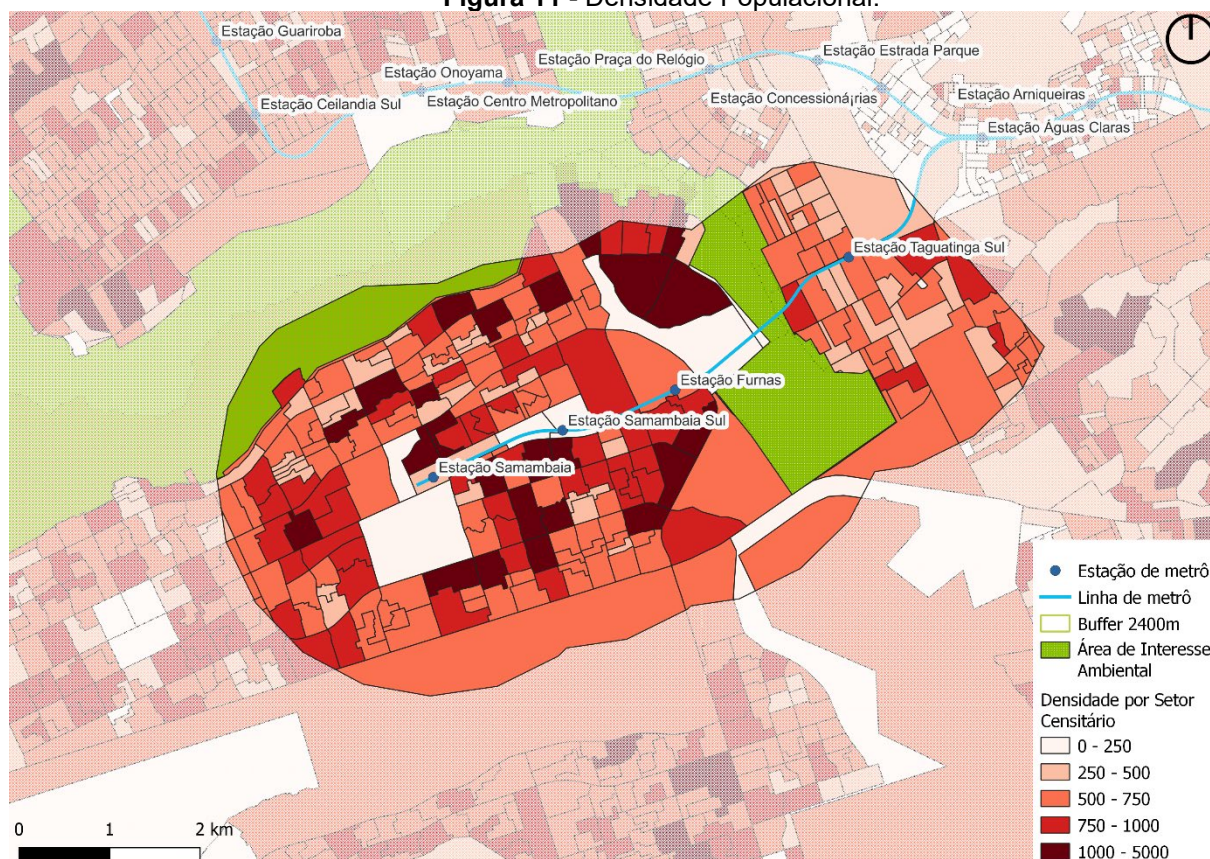 Figura 11 - Densidade Populacional.
Estação Guariroba
Estação Estrada Parque
Estação Praça do Relógio
Estação Onoyama
Estação Ceilandia Sul
Estação Centro Metropolitano
Estação Concessioná¡rias
Estação Arniqueiras
Estação Águas Claras
Estação Taguatinga Sul
Estação Furnas
Estação Samambaia Sul
Estação Samambaia
Estação de metrô
Linha de metrô
Buffer 2400m
Área de Interesse
Ambiental
Densidade por Setor
Censitário
0 - 250
250 - 500
500 - 750
750 - 1000
1000 - 5000
0 1 2 km